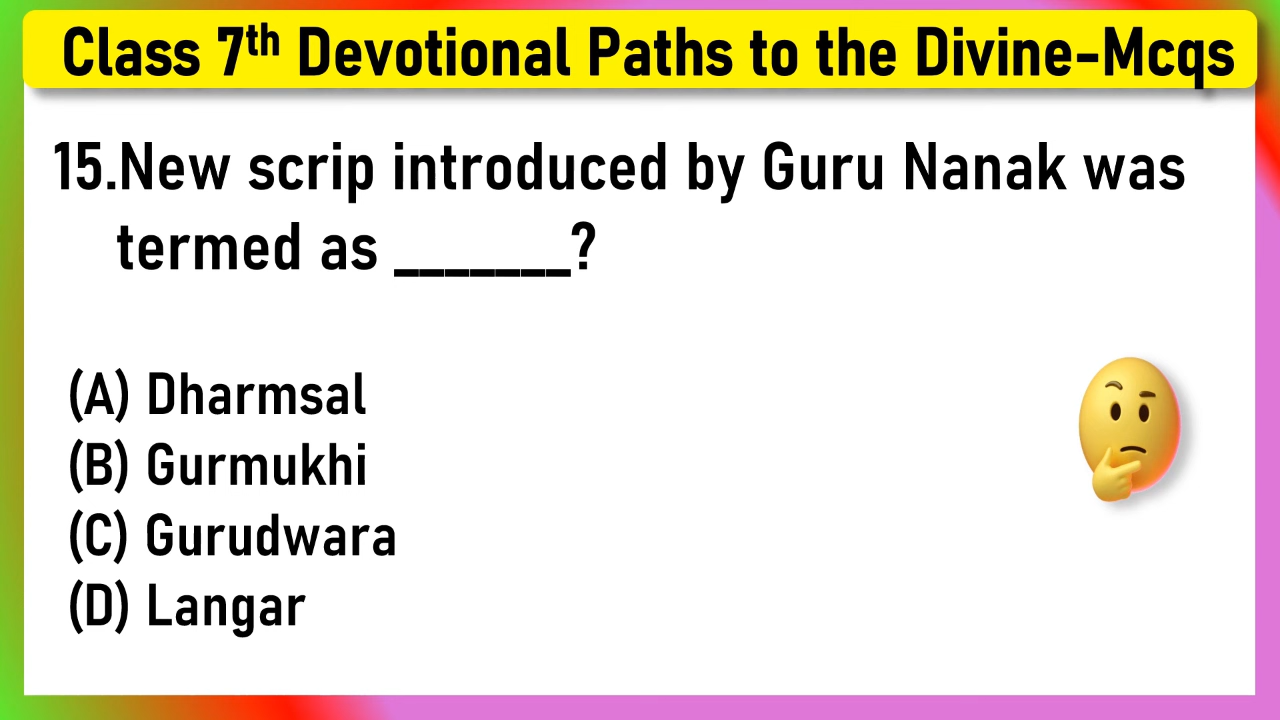 Class 7th Devotional Paths to the Divine-Mcqs
15.New scrip introduced by Guru Nanak was
termed as _______?
(A) Dharmsal
(B) Gurmukhi
(C) Gurudwara
(D) Langar